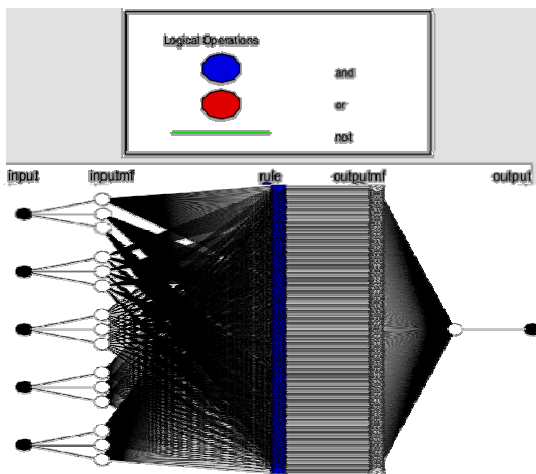 Logical Operations
and
or
not
input inputmf rule outputmf output